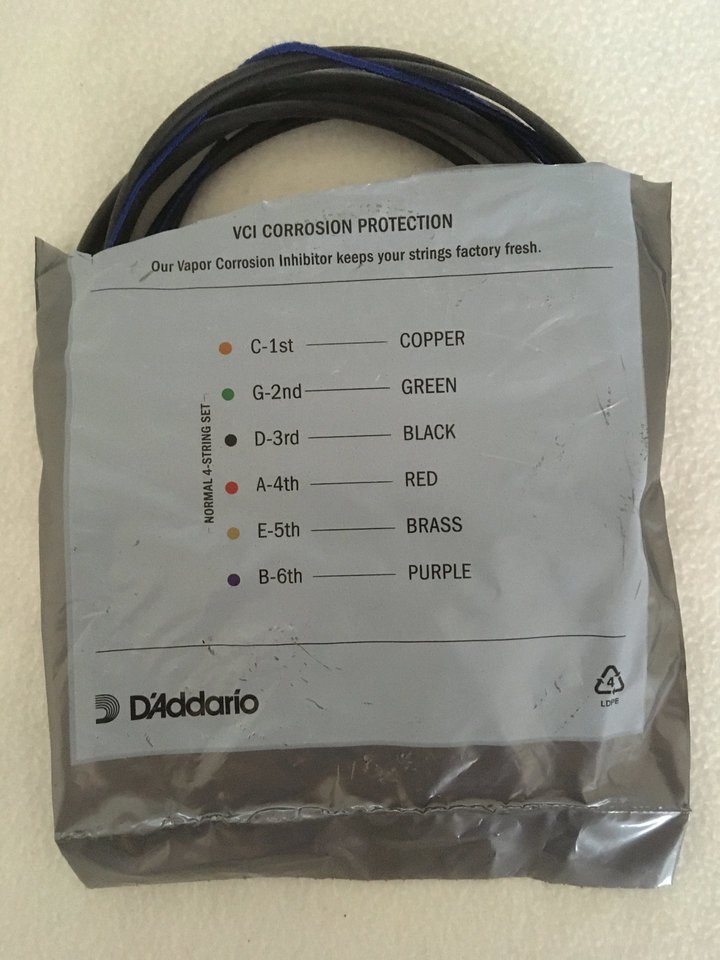 VCI CORROSION PROTECTION
Our Vapor Corrosion Inhibitor keeps your strings factory fresh.
NORMAL 4-STRING SET
C-1st COPPER
G-2nd GREEN
D-3rd BLACK
A-4th RED
E-5th BRASS
B-6th PURPLE
D'Addario
4
LDPE